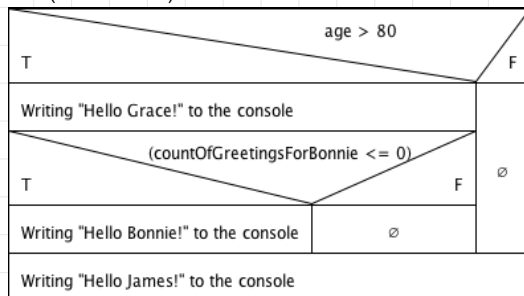 age > 80
T
F
Writing "Hello Grace!" to the console
(countOfGreetingsForBonnie <= 0)
T
F
∅
Writing "Hello Bonnie!" to the console
∅
Writing "Hello James!" to the console